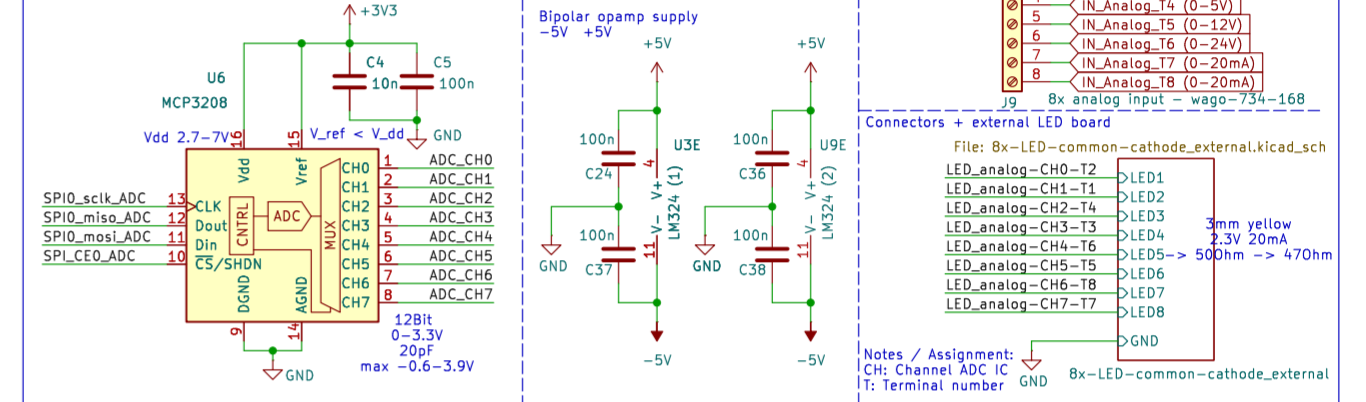 +3V3
C4
10n
C5
100n
U6
MCP3208
GND
Vdd 2.7-7V
V_ref < V_dd
16
15
Vdd
Vref
SPI0_sclk_ADC 13 CLK
SPI0_miso_ADC 12 Dout
SPI0_mosi_ADC 11 Din
SPI_CE0_ADC 10 CS/SHDN
CNTRL
ADC
MUX
CH0 1 ADC_CH0
CH1 2 ADC_CH1
CH2 3 ADC_CH2
CH3 4 ADC_CH3
CH4 5 ADC_CH4
CH5 6 ADC_CH5
CH6 7 ADC_CH6
CH7 8 ADC_CH7
DGND
AGND
9
14
GND
12Bit
0-3.3V
20pF
max -0.6-3.9V
Bipolar opamp supply
-5V +5V
+5V
100n
C24
4
V+
U3E
LM324 (1)
GND
100n
C37
11
V-
-5V
+5V
100n
C36
4
V+
U9E
LM324 (2)
GND
100n
C38
11
V-
-5V
IN_Analog_T4 (0-5V)
5 IN_Analog_T5 (0-12V)
6 IN_Analog_T6 (0-24V)
7 IN_Analog_T7 (0-20mA)
8 IN_Analog_T8 (0-20mA)
J9
8x analog input - wago-734-168
Connectors + external LED board
File: 8x-LED-common-cathode_external.kicad_sch
LED_analog-CH0-T2 LED1
LED_analog-CH1-T1 LED2
LED_analog-CH2-T4 LED3
LED_analog-CH3-T3 LED4
LED_analog-CH4-T6 LED5
LED_analog-CH5-T5 LED6
LED_analog-CH6-T8 LED7
LED_analog-CH7-T7 LED8
3mm yellow
2.3V 20mA
-> 50Ohm -> 47Ohm
GND
GND
Notes / Assignment:
CH: Channel ADC IC
T: Terminal number
8x-LED-common-cathode_external